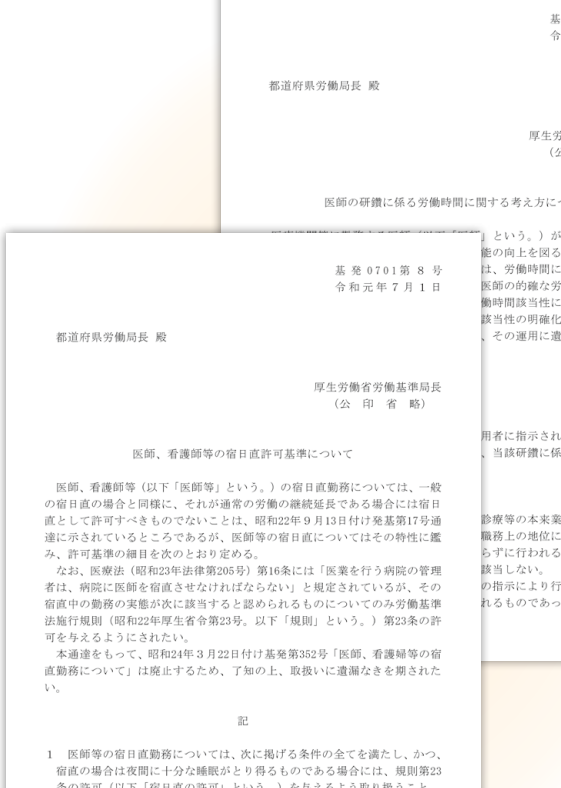 基
令
都道府県労働局長 殿
厚生労
（公
医師の研鑽に係る労働時間に関する考え方に
」という。）が
能の向上を図る
は、労働時間に
医師の的確な労
働時間該当性に
該当性の明確化
、その運用に遺
用者に指示され
、当該研鑽に係
診療等の本来業
職務上の地位に
らずに行われる
該当しない。
の指示により行
れるものであっ
基発0701第８号
令和元年７月１日
都道府県労働局長 殿
厚生労働省労働基準局長
（公 印 省 略）
医師、看護師等の宿日直許可基準について
医師、看護師等（以下「医師等」という。）の宿日直勤務については、一般
の宿日直の場合と同様に、それが通常の労働の継続延長である場合には宿日
直として許可すべきものでないことは、昭和22年９月13日付け発基第17号通
達に示されているところであるが、医師等の宿日直についてはその特性に鑑
み、許可基準の細目を次のとおり定める。
なお、医療法（昭和23年法律第205号）第16条には「医業を行う病院の管理
者は、病院に医師を宿直させなければならない」と規定されているが、その
宿直中の勤務の実態が次に該当すると認められるものについてのみ労働基準
法施行規則（昭和22年厚生省令第23号。以下「規則」という。）第23条の許
可を与えるようにされたい。
本通達をもって、昭和24年３月22日付け基発第352号「医師、看護婦等の宿
直勤務について」は廃止するため、了知の上、取扱いに遺漏なきを期された
い。
記
１ 医師等の宿日直勤務については、次に掲げる条件の全てを満たし、かつ、
宿直の場合は夜間に十分な睡眠がとり得るものである場合には、規則第23
条の許可（以下「宿日直の許可」という。）を与えるよう取り扱うこと。